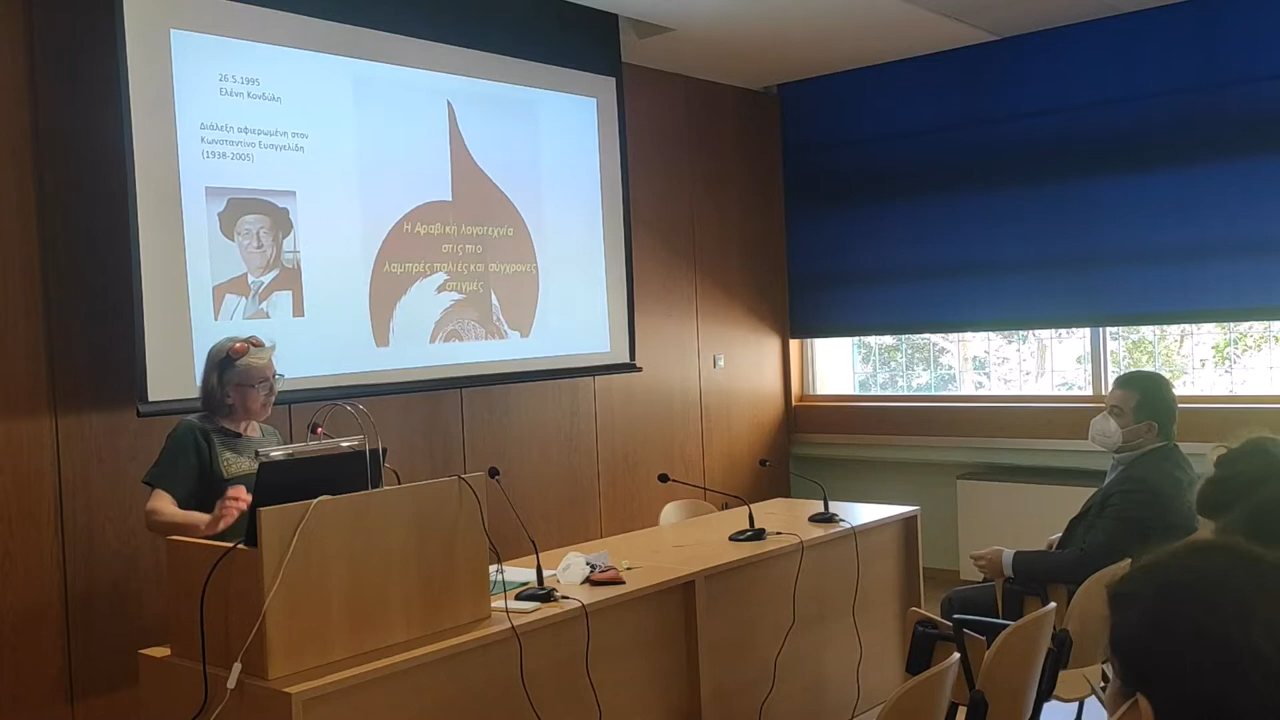 26.5.1995
Ελένη Κονδύλη
Διάλεξη αφιερωμένη στον
Κωνσταντίνο Ευαγγελίδη
(1938-2005)
Η Αραβική λογοτεχνία
στις πιο
λαμπρές παλιές και σύγχρονες
στιγμές